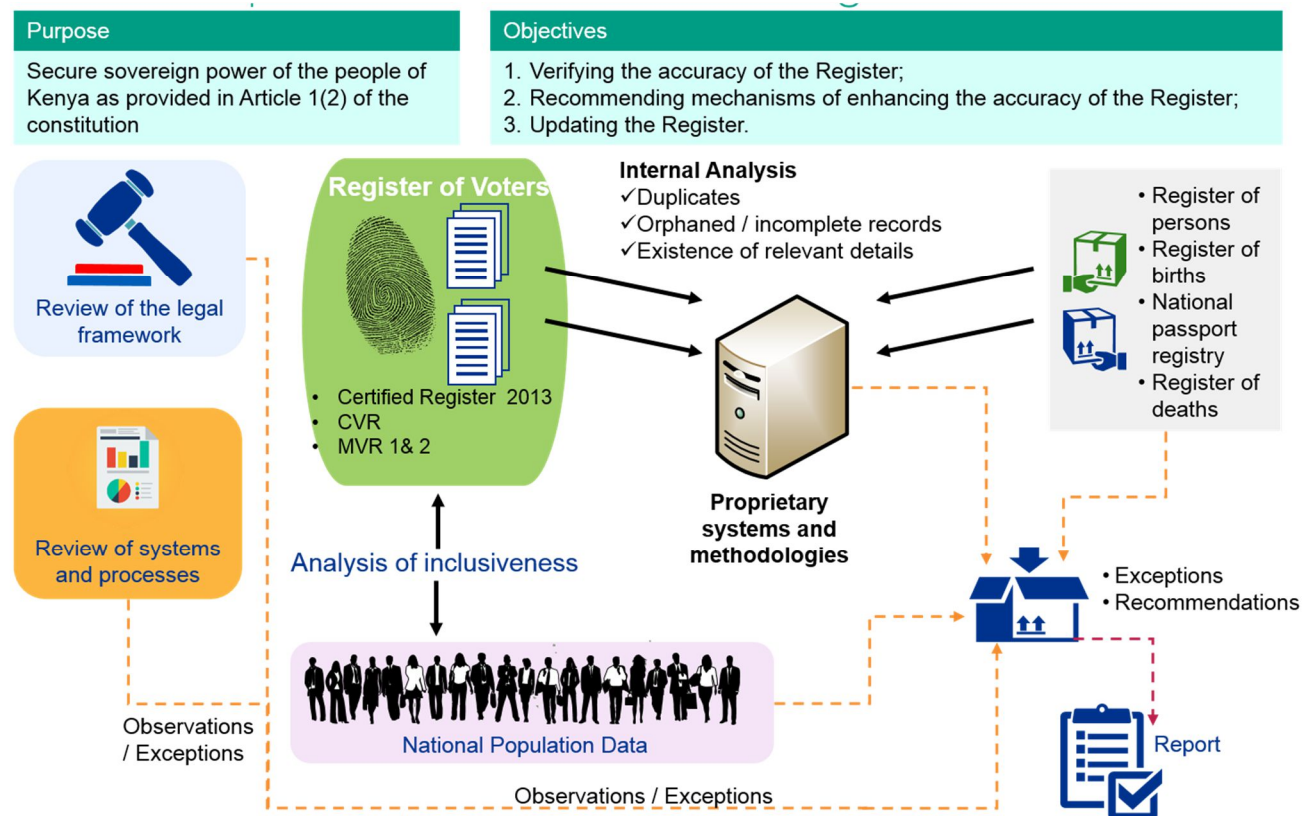 Purpose
Secure sovereign power of the people of
Kenya as provided in Article 1(2) of the
constitution
Objectives
1. Verifying the accuracy of the Register;
2. Recommending mechanisms of enhancing the accuracy of the Register;
3. Updating the Register.
Review of the legal
framework
Review of systems
and processes
Register of Voters
• Certified Register 2013
• CVR
• MVR 1& 2
Internal Analysis
✓Duplicates
✓Orphaned / incomplete records
✓Existence of relevant details
Proprietary
systems and
methodologies
• Register of
persons
• Register of
births
• National
passport
registry
• Register of
deaths
Analysis of inclusiveness
National Population Data
• Exceptions
• Recommendations
Observations
/ Exceptions
Observations / Exceptions
Report